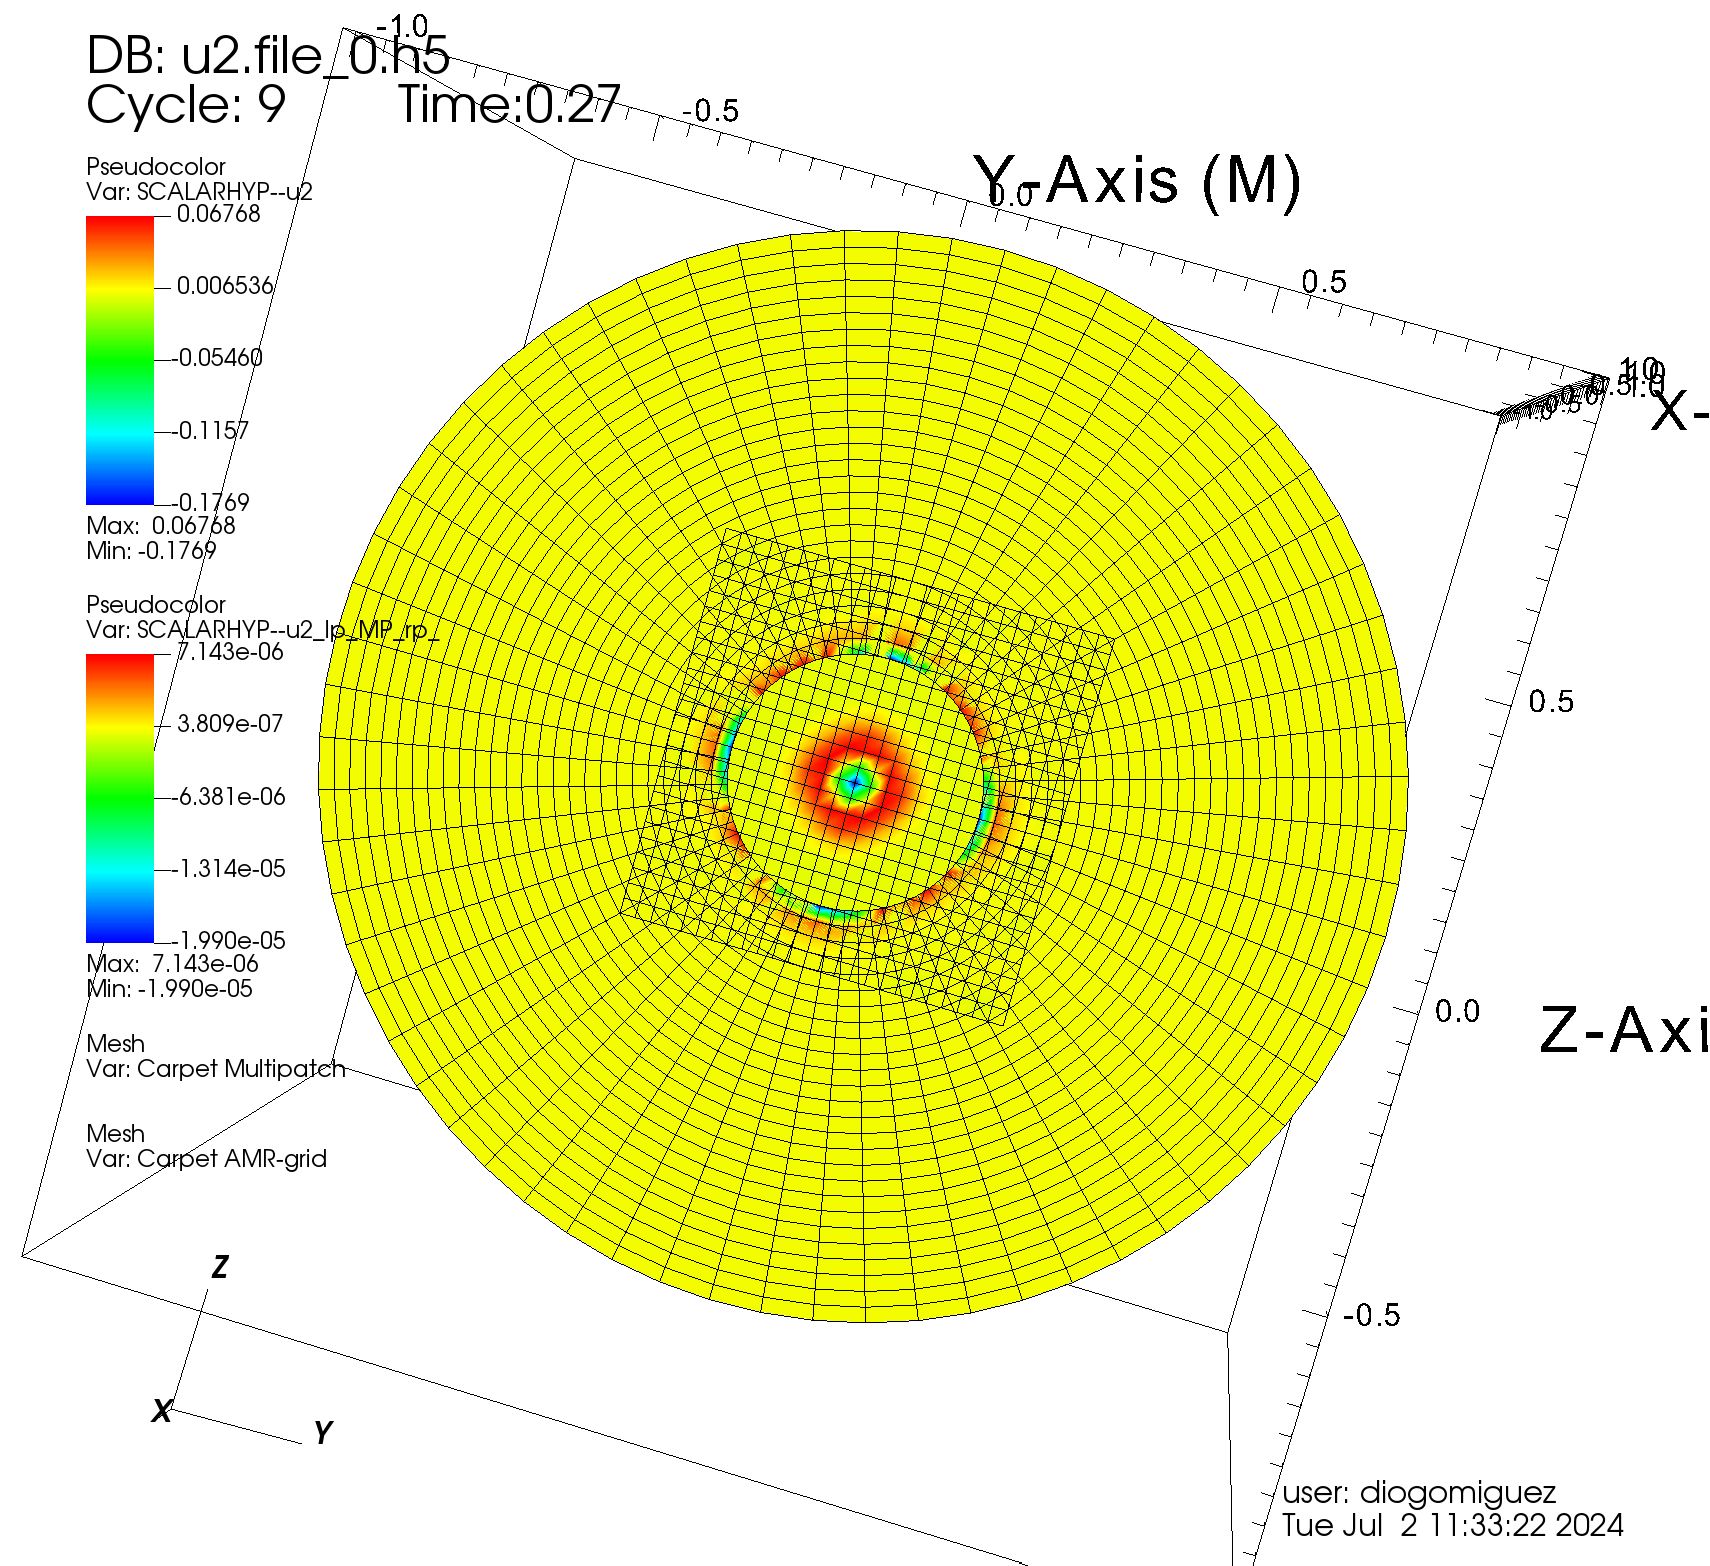 DB: u2.file_0.h5
Cycle: 9 Time:0.27
Pseudocolor
Var: SCALARHYP--u2
0.06768
0.006536
-0.05460
-0.1157
-0.1769
Max: 0.06768
Min: -0.1769
Pseudocolor
Var: SCALARHYP--u2_lp_MP_rp_
7.143e-06
3.809e-07
-6.381e-06
-1.314e-05
-1.990e-05
Max: 7.143e-06
Min: -1.990e-05
Mesh
Var: Carpet Multipatch
Mesh
Var: Carpet AMR-grid
-1.0
-0.5
0.0
Y-Axis (M)
0.5
1.0
X-
0.5
0.0
Z-Axi
-0.5
Z
X
Y
user: diogomiguez
Tue Jul 2 11:33:22 2024